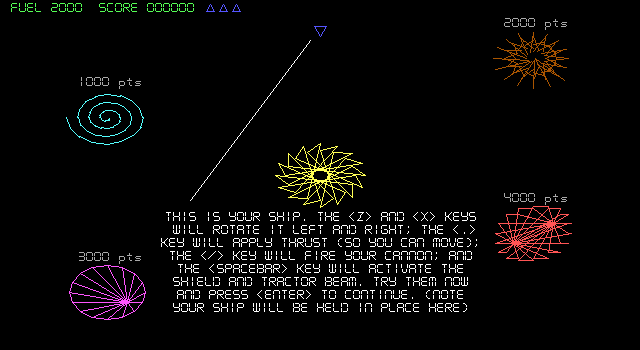 FUEL 2000 SCORE 000000
2000 pts
1000 pts
4000 pts
3000 pts
THIS IS YOUR SHIP. THE <Z> AND <X> KEYS
WILL ROTATE IT LEFT AND RIGHT; THE <.>
KEY WILL APPLY THRUST (SO YOU CAN MOVE);
THE </> KEY WILL FIRE YOUR CANNON; AND
THE <SPACEBAR> KEY WILL ACTIVATE THE
SHIELD AND TRACTOR BEAM. TRY THEM NOW
AND PRESS <ENTER> TO CONTINUE. (NOTE
YOUR SHIP WILL BE HELD IN PLACE HERE)